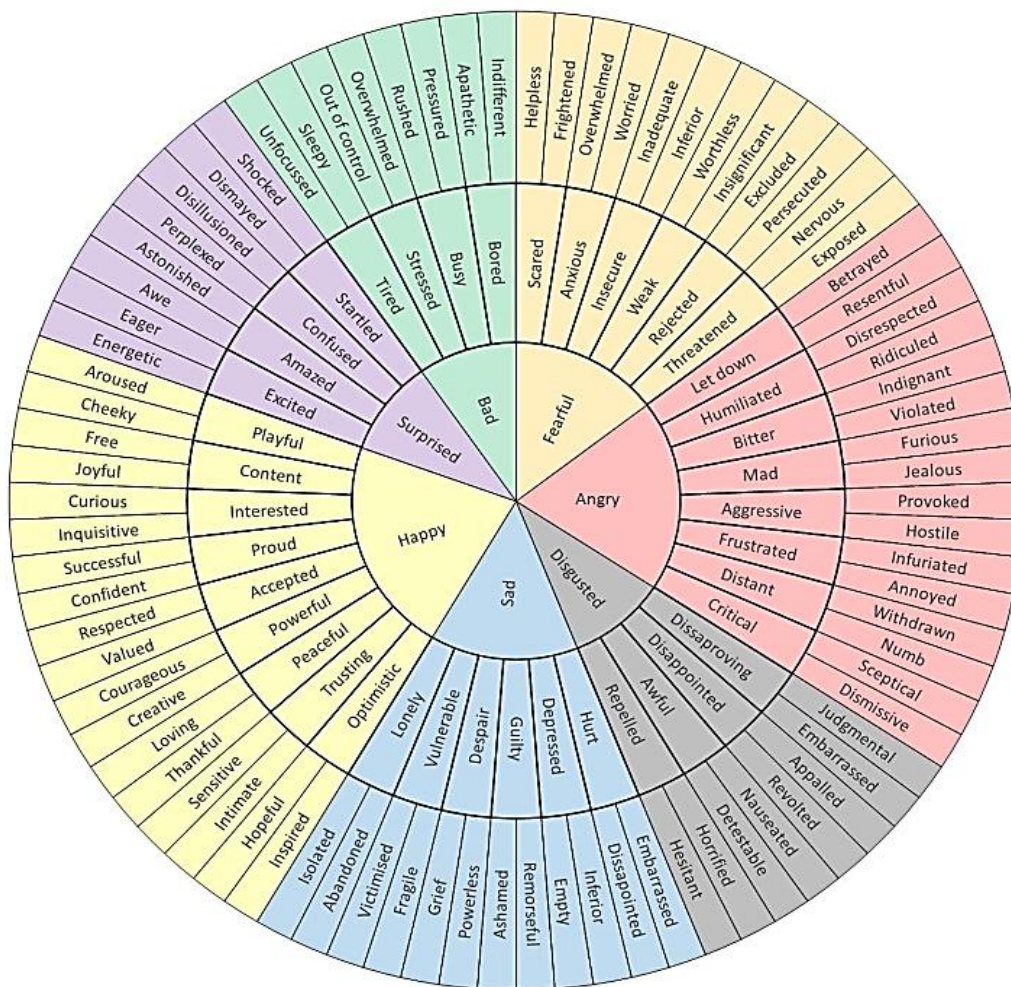 Bad
Fearful
Angry
Disgusted
Sad
Happy
Surprised
Tired
Stressed
Busy
Bored
Scared
Anxious
Insecure
Weak
Rejected
Threatened
Let down
Humiliated
Bitter
Mad
Aggressive
Frustrated
Distant
Critical
Dissaproving
Disappointed
Awful
Repelled
Hurt
Depressed
Guilty
Despair
Vulnerable
Lonely
Optimistic
Trusting
Peaceful
Powerful
Accepted
Proud
Interested
Content
Playful
Excited
Amazed
Confused
Startled
Unfocussed
Sleepy
Out of control
Overwhelmed
Rushed
Pressured
Apathetic
Indifferent
Helpless
Frightened
Overwhelmed
Worried
Inadequate
Inferior
Worthless
Insignificant
Excluded
Persecuted
Nervous
Exposed
Betrayed
Resentful
Disrespected
Ridiculed
Indignant
Violated
Furious
Jealous
Provoked
Hostile
Infuriated
Annoyed
Withdrawn
Numb
Sceptical
Dismissive
Judgmental
Embarrassed
Appalled
Revolted
Nauseated
Detestable
Horrified
Hesitant
Embarrassed
Disappointed
Inferior
Empty
Remorseful
Ashamed
Powerless
Grief
Fragile
Victimised
Abandoned
Isolated
Inspired
Hopeful
Intimate
Sensitive
Thankful
Loving
Creative
Courageous
Valued
Respected
Confident
Successful
Inquisitive
Curious
Joyful
Free
Cheeky
Aroused
Energetic
Eager
Awe
Astonished
Perplexed
Disillusioned
Dismayed
Shocked